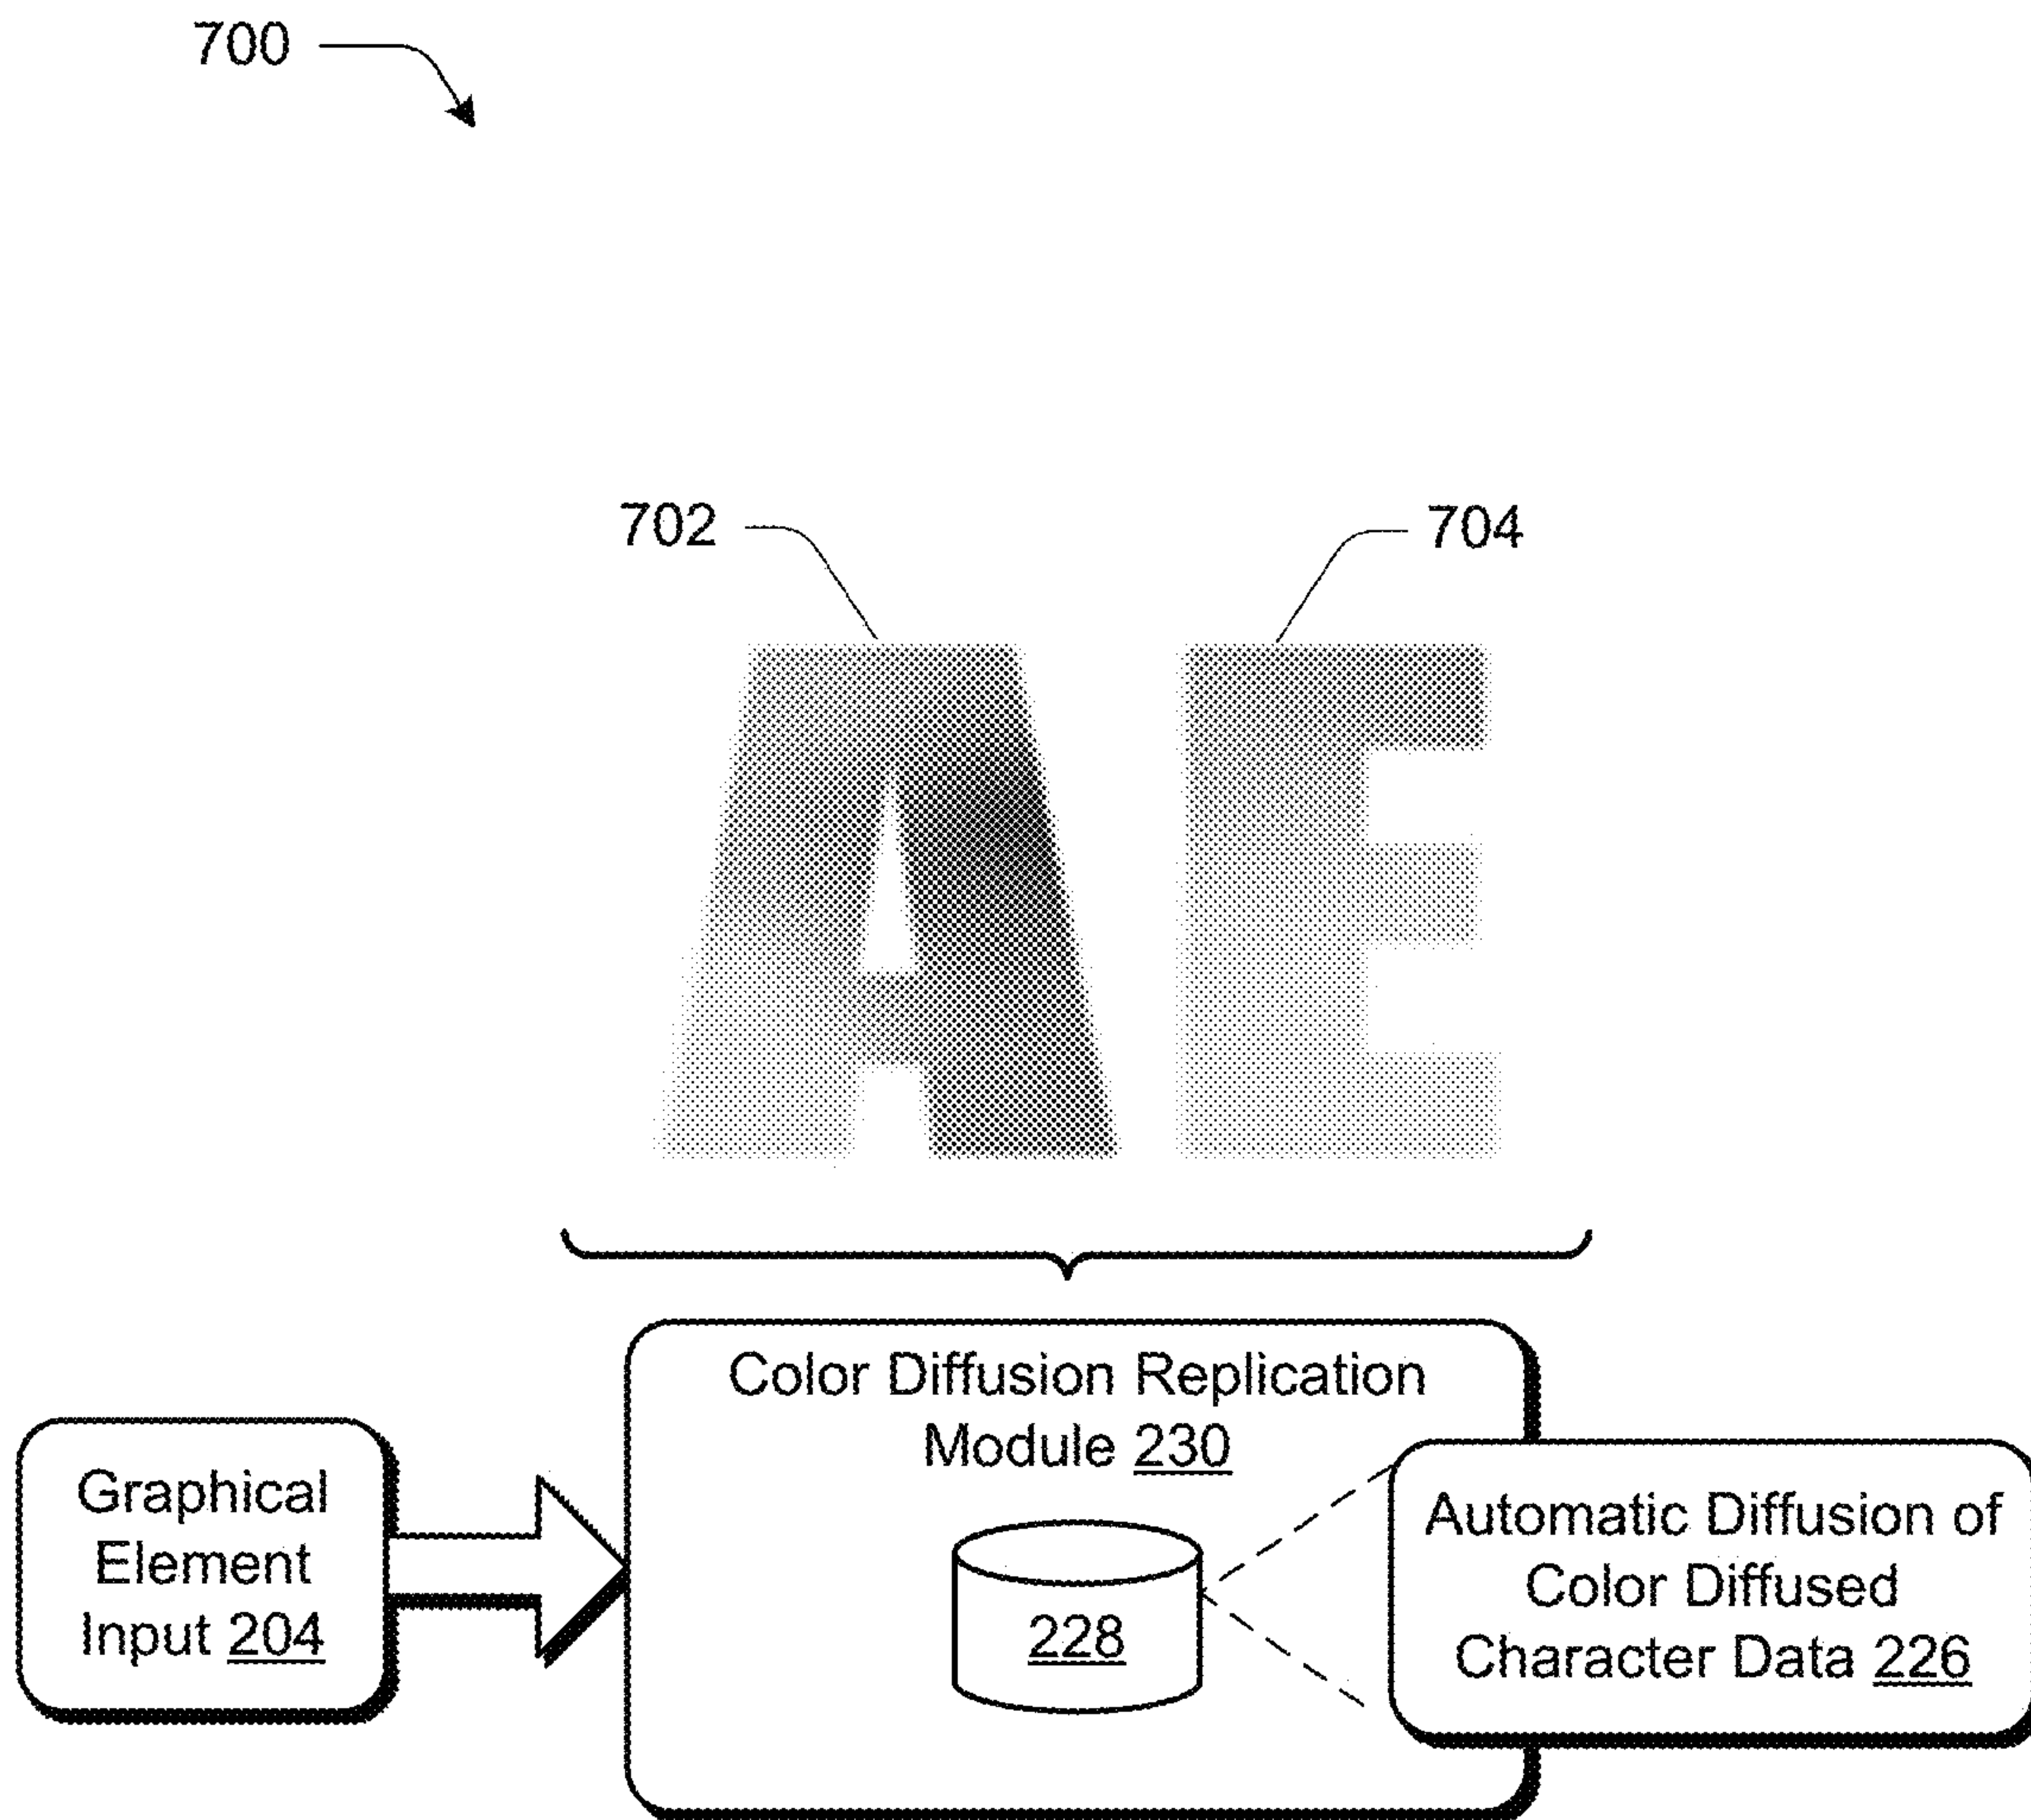 700
702
704
AE
Color Diffusion Replication
Module 230
Graphical
Element
Input 204
228
Automatic Diffusion of
Color Diffused
Character Data 226